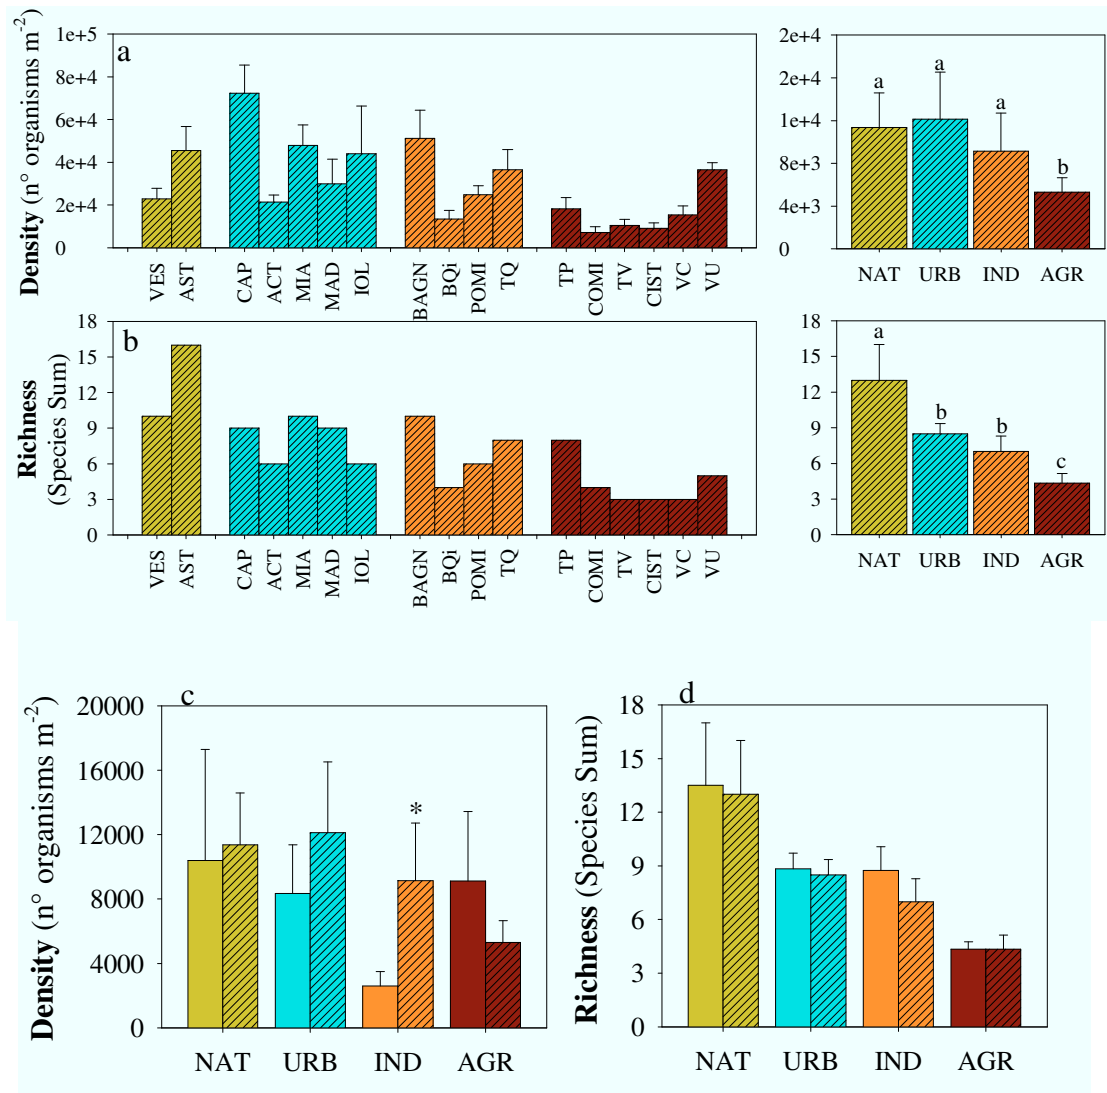 a
Density (n° organisms m-2)
1e+5
8e+4
6e+4
4e+4
2e+4
0
VES AST CAP ACT MIA MAD IOL BAGN BQi POMI TQ TP COMI TV CIST VC VU
2e+4
2e+4
1e+4
8e+3
4e+3
0
a a a b
NAT URB IND AGR
b
Richness
(Species Sum)
18
15
12
9
6
3
0
VES AST CAP ACT MIA MAD IOL BAGN BQi POMI TQ TP COMI TV CIST VC VU
18
15
12
9
6
3
0
a b b c
NAT URB IND AGR
c
Density (n° organisms m-2)
20000
16000
12000
8000
4000
0
*
NAT URB IND AGR
d
Richness (Species Sum)
18
15
12
9
6
3
0
NAT URB IND AGR